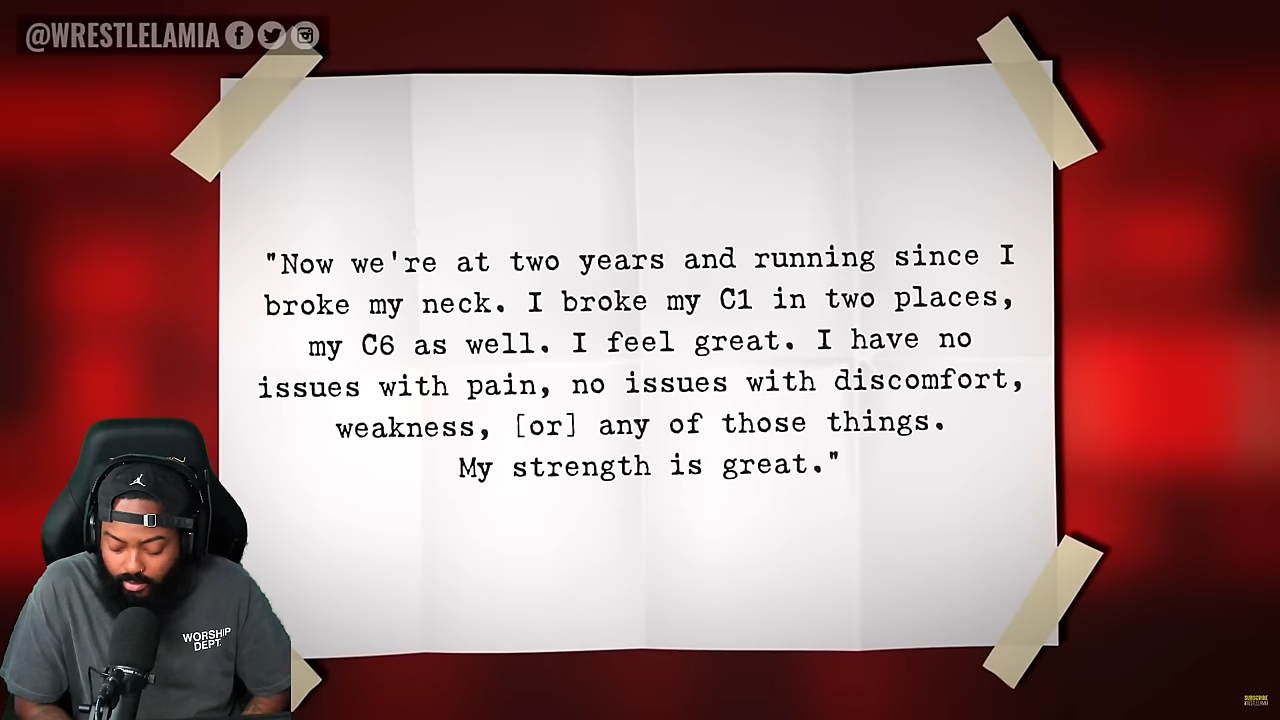 @WRESTLELAMIA
"Now we're at two years and running since I
broke my neck. I broke my C1 in two places,
my C6 as well. I feel great. I have no
issues with pain, no issues with discomfort,
weakness, [or] any of those things.
My strength is great."
WORSHIP
DEPT.
SUBSCRIBE
WRESTLELAMIA